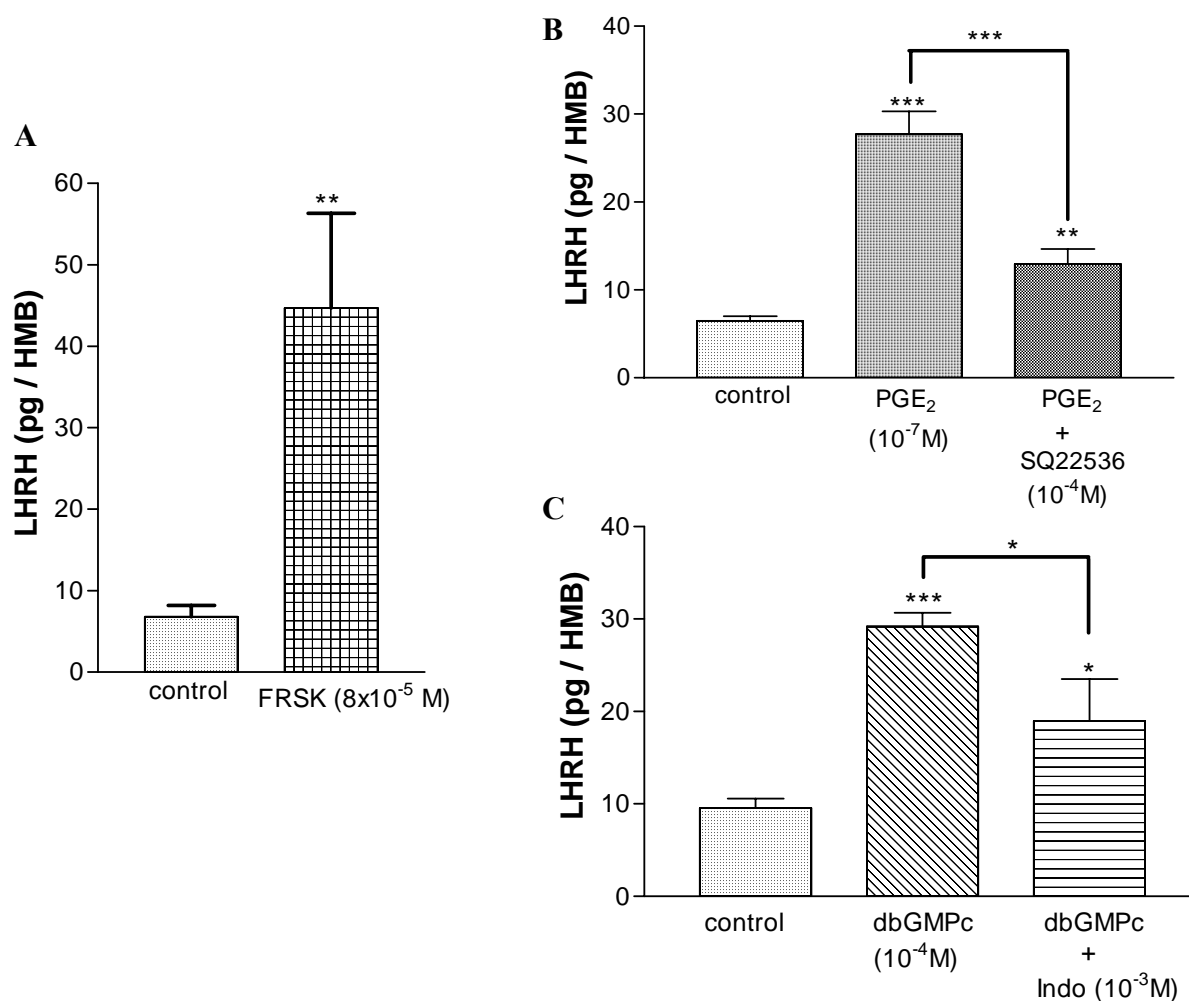 A
LHRH (pg / HMB)
60
50
40
30
20
10
0
**
control
FRSK (8x10⁻⁵ M)
B
LHRH (pg / HMB)
40
30
20
10
0
***
***
**
control
PGE₂
(10⁻⁷M)
PGE₂
+
SQ22536
(10⁻⁴M)
C
LHRH (pg / HMB)
40
30
20
10
0
*
***
*
control
dbGMPc
(10⁻⁴M)
dbGMPc
+
Indo (10⁻³M)